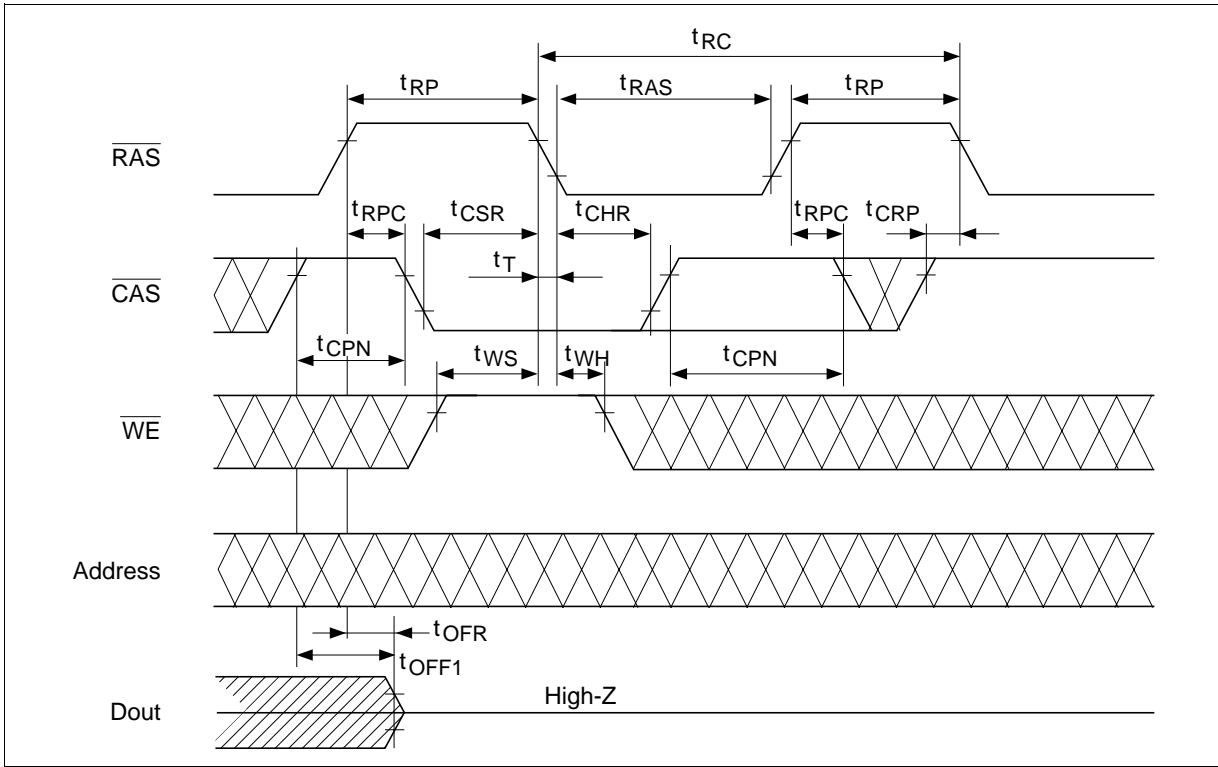 tRC
tRP tRAS tRP
RAS
tRPC tCSR tCHR tRPC tCRP
tT
CAS
tCPN tWS tWH tCPN
WE
Address
tOFR
tOFF1
High-Z
Dout